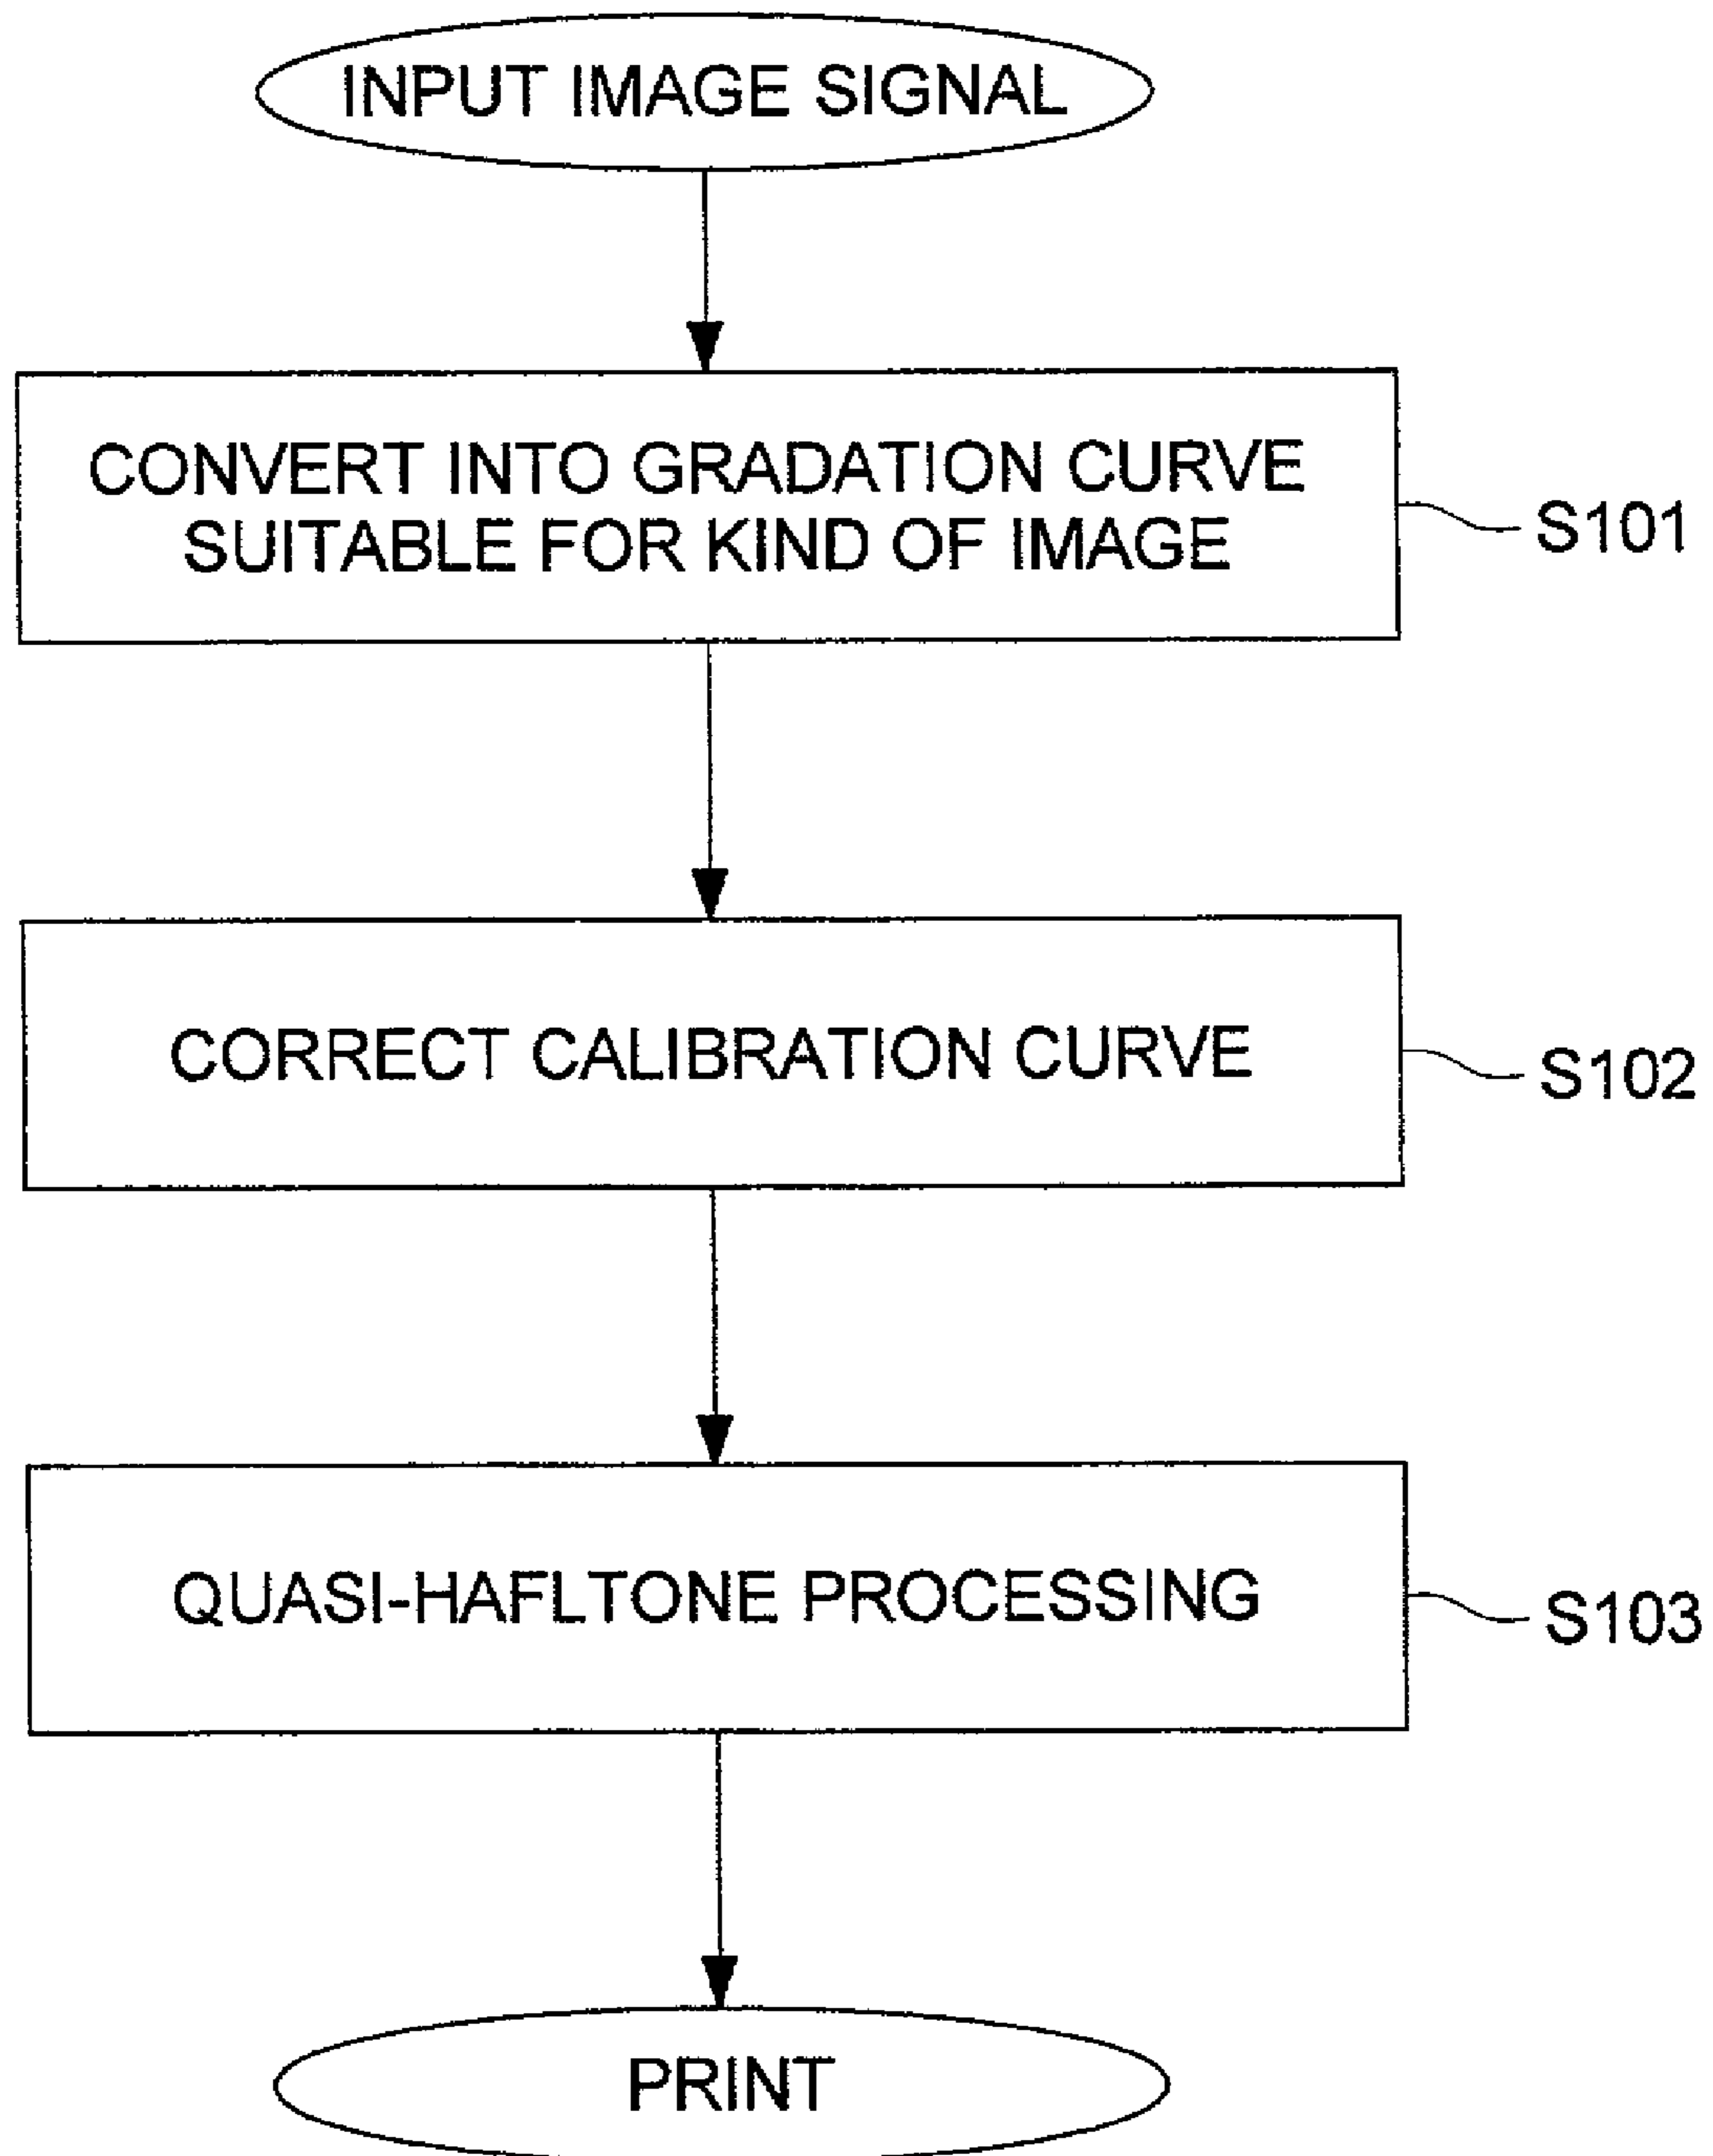 INPUT IMAGE SIGNAL
CONVERT INTO GRADATION CURVE
SUITABLE FOR KIND OF IMAGE
S101
CORRECT CALIBRATION CURVE
S102
QUASI-HAFLTONE PROCESSING
S103
PRINT